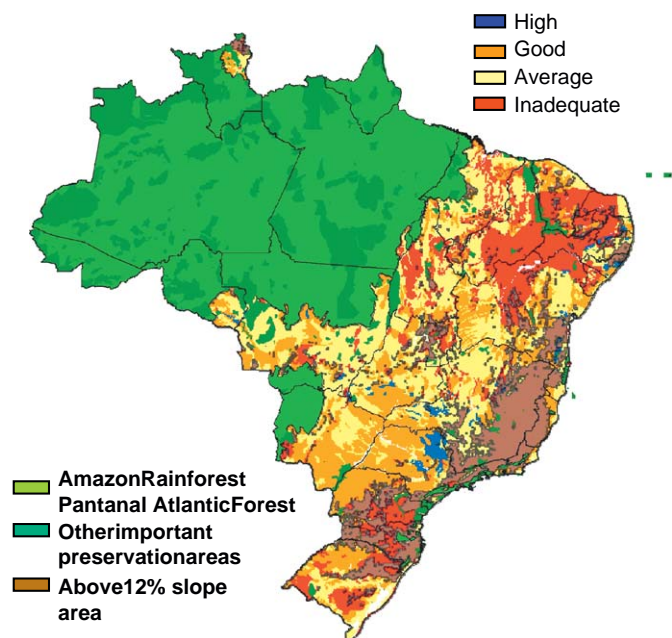 High
Good
Average
Inadequate
AmazonRainforest
Pantanal AtlanticForest
Otherimportant
preservationareas
Above12% slope
area